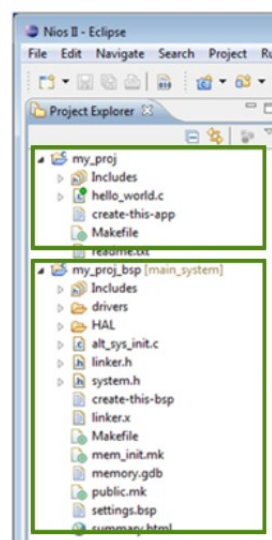 Nios II - Eclipse
File Edit Navigate Search Project Ru
Project Explorer
my_proj
Includes
hello_world.c
create-this-app
Makefile
readme.txt
my_proj_bsp [main_system]
Includes
drivers
HAL
alt_sys_init.c
linker.h
system.h
create-this-bsp
linker.x
Makefile
mem_init.mk
memory.gdb
public.mk
settings.bsp
summary.html